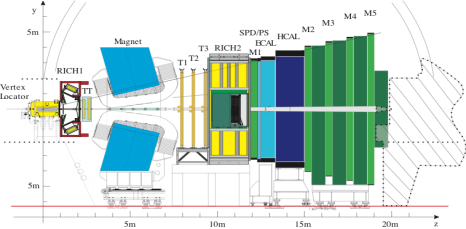 y
5m
5m
Vertex
Locator
RICH1
TT
Magnet
T1
T2
T3
RICH2
SPD/PS
M1
ECAL
HCAL
M2
M3
M4
M5
5m
10m
15m
20m
z